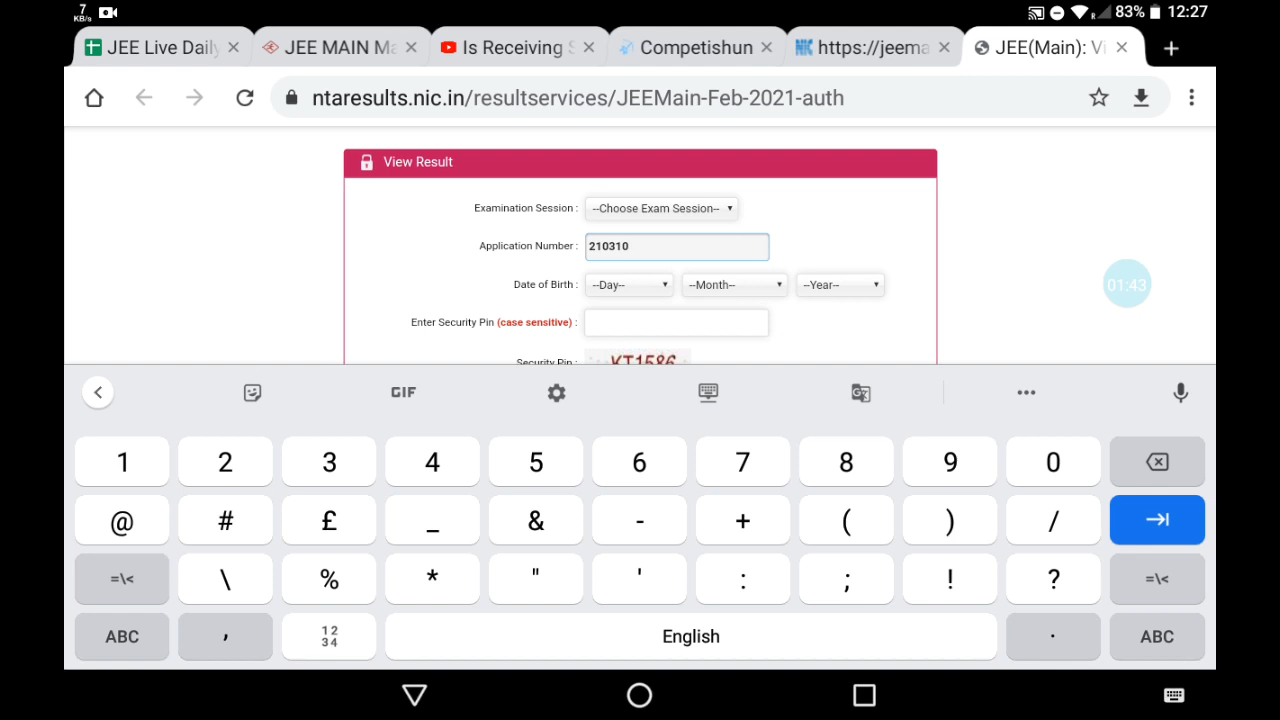 7
KB/s
83% 12:27
JEE Live Daily
JEE MAIN Ma
Is Receiving S
Competishun
https://jeema
JEE(Main): Vi
ntaresults.nic.in/resultservices/JEEMain-Feb-2021-auth
View Result
Examination Session : --Choose Exam Session--
Application Number : 210310
Date of Birth : --Day-- --Month-- --Year--
Enter Security Pin (case sensitive) :
Security Pin : KT1586
01:43
GIF
1 2 3 4 5 6 7 8 9 0
@ # £ _ & - + ( ) /
=\< \ % * " ' : ; ! ? =\<
ABC , 12 34 English . ABC